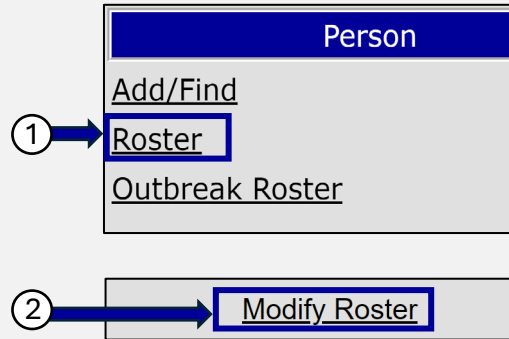 Person
Add/Find
1
Roster
Outbreak Roster
2
Modify Roster